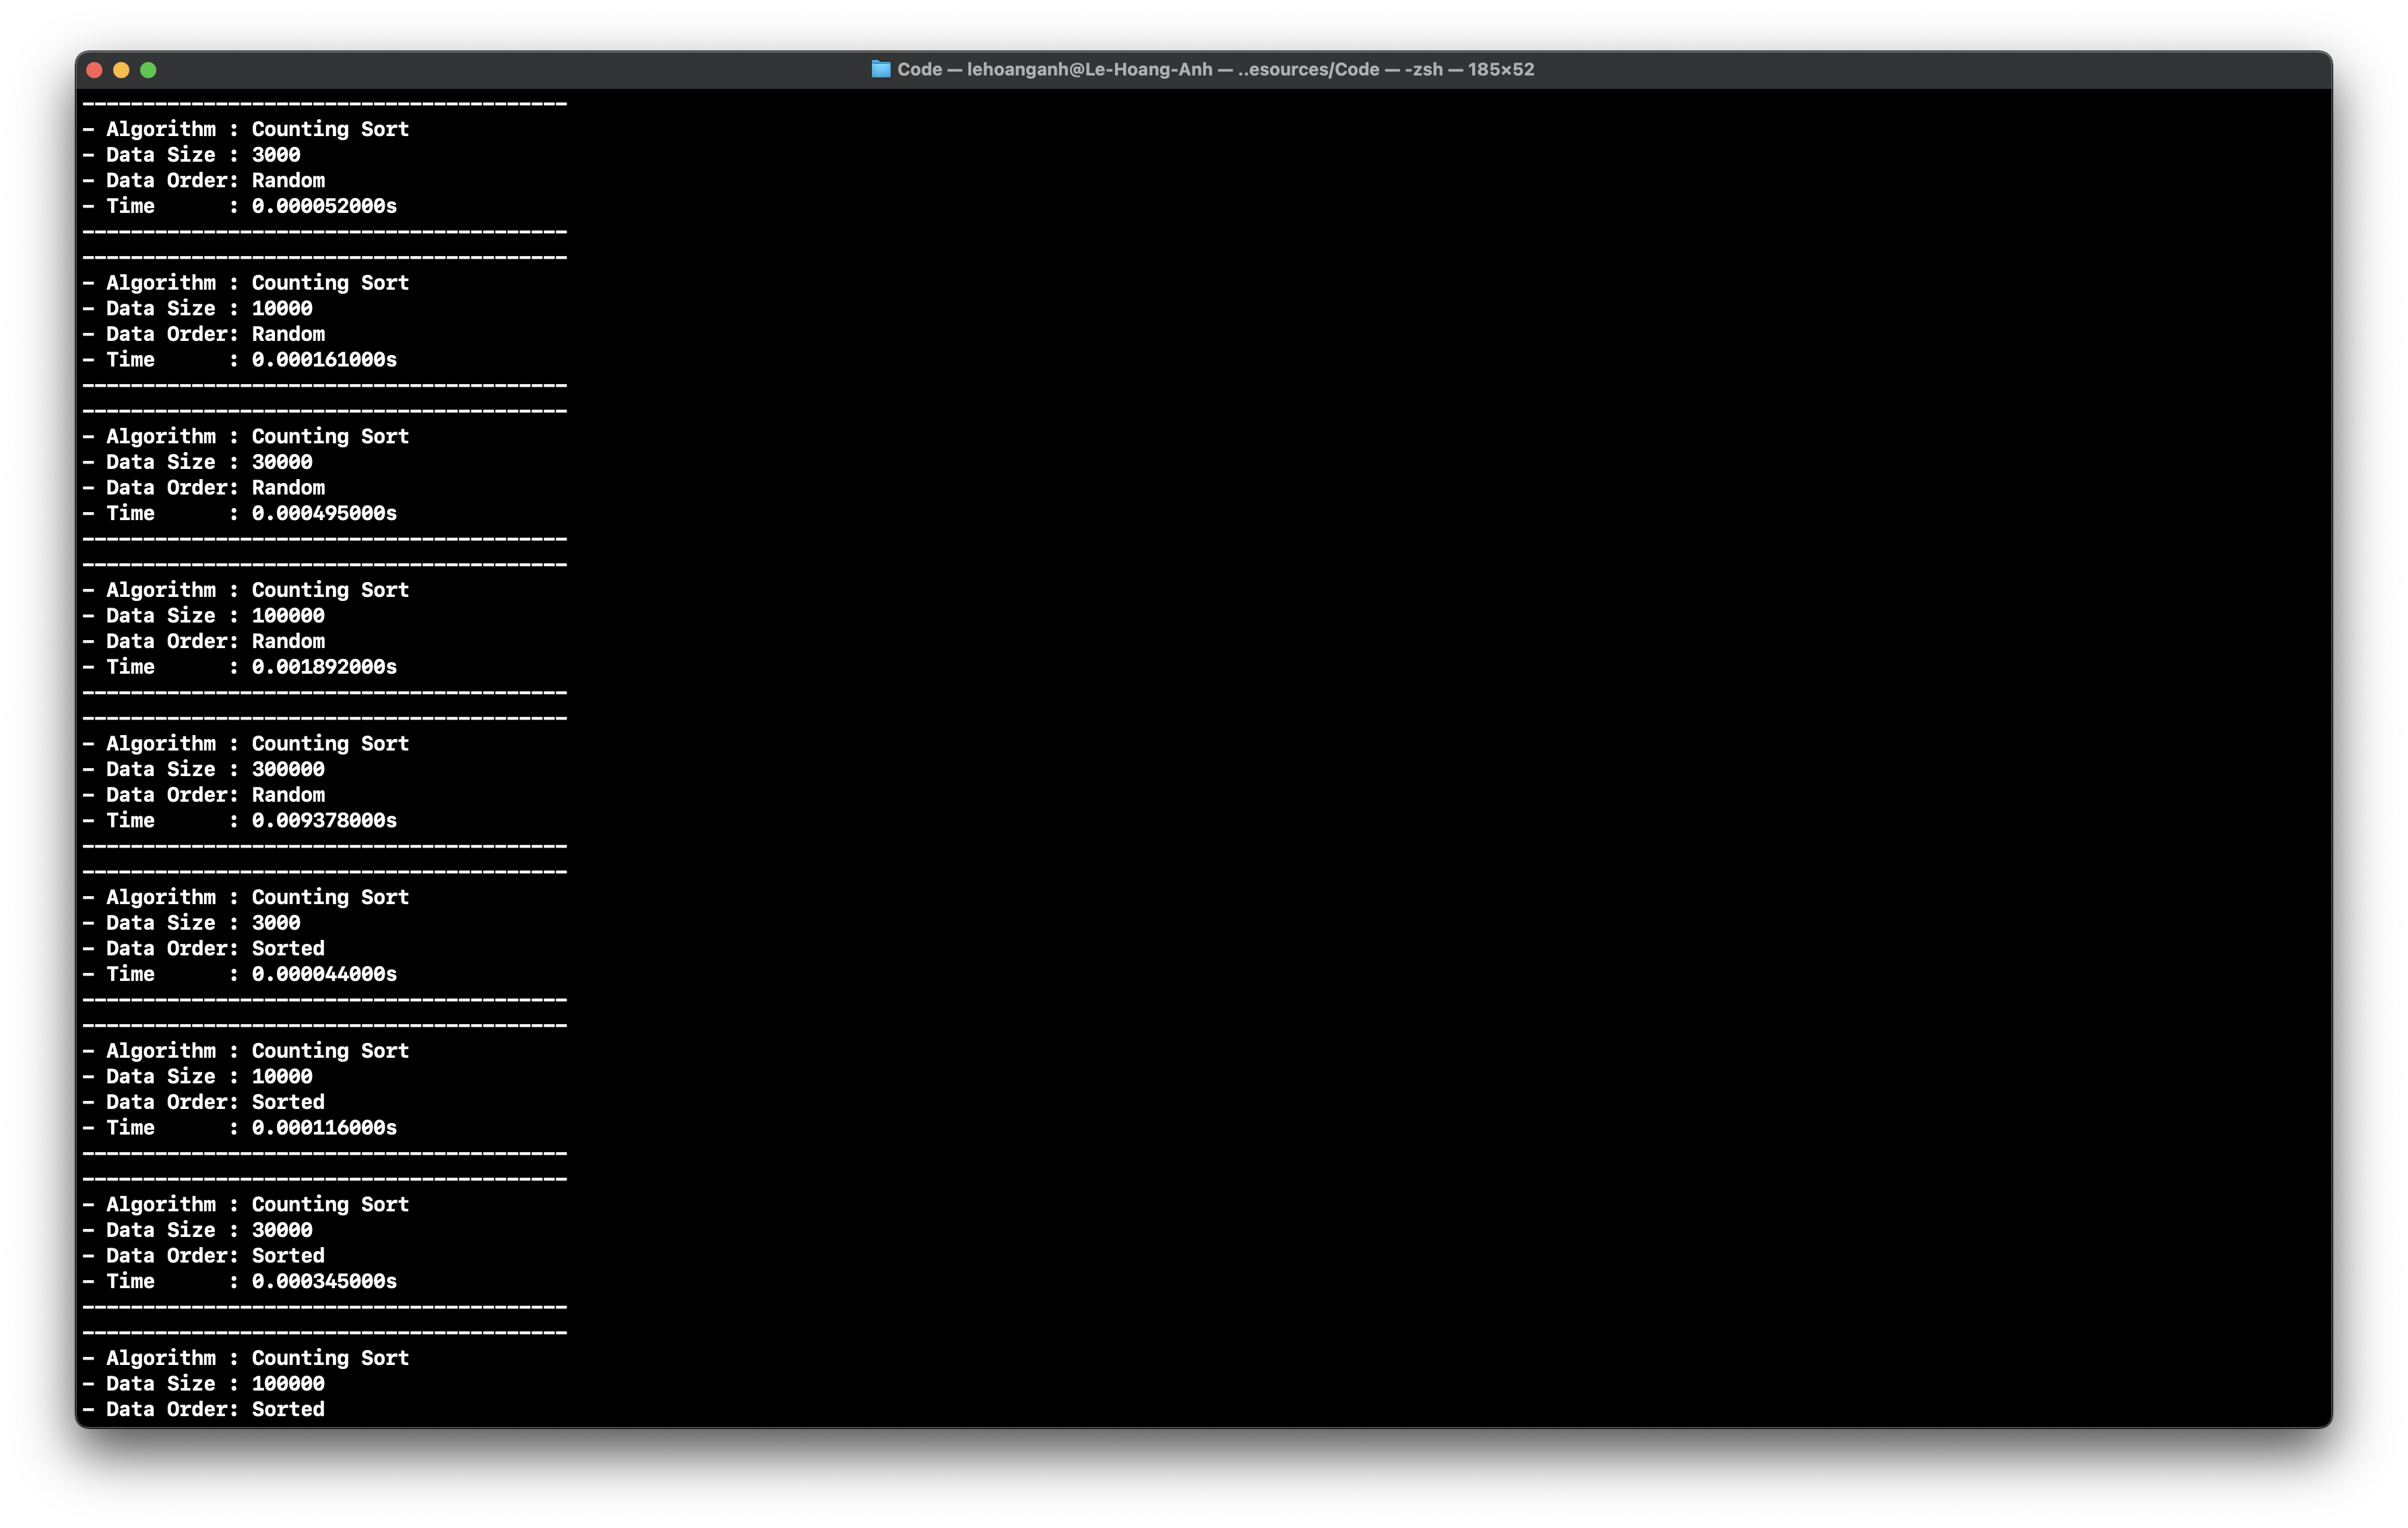 Code — lehoanganh@Le-Hoang-Anh — ..esources/Code — -zsh — 185×52
----------------------------------------
- Algorithm : Counting Sort
- Data Size : 3000
- Data Order: Random
- Time      : 0.000052000s
----------------------------------------
----------------------------------------
- Algorithm : Counting Sort
- Data Size : 10000
- Data Order: Random
- Time      : 0.000161000s
----------------------------------------
----------------------------------------
- Algorithm : Counting Sort
- Data Size : 30000
- Data Order: Random
- Time      : 0.000495000s
----------------------------------------
----------------------------------------
- Algorithm : Counting Sort
- Data Size : 100000
- Data Order: Random
- Time      : 0.001892000s
----------------------------------------
----------------------------------------
- Algorithm : Counting Sort
- Data Size : 300000
- Data Order: Random
- Time      : 0.009378000s
----------------------------------------
----------------------------------------
- Algorithm : Counting Sort
- Data Size : 3000
- Data Order: Sorted
- Time      : 0.000044000s
----------------------------------------
----------------------------------------
- Algorithm : Counting Sort
- Data Size : 10000
- Data Order: Sorted
- Time      : 0.000116000s
----------------------------------------
----------------------------------------
- Algorithm : Counting Sort
- Data Size : 30000
- Data Order: Sorted
- Time      : 0.000345000s
----------------------------------------
----------------------------------------
- Algorithm : Counting Sort
- Data Size : 100000
- Data Order: Sorted